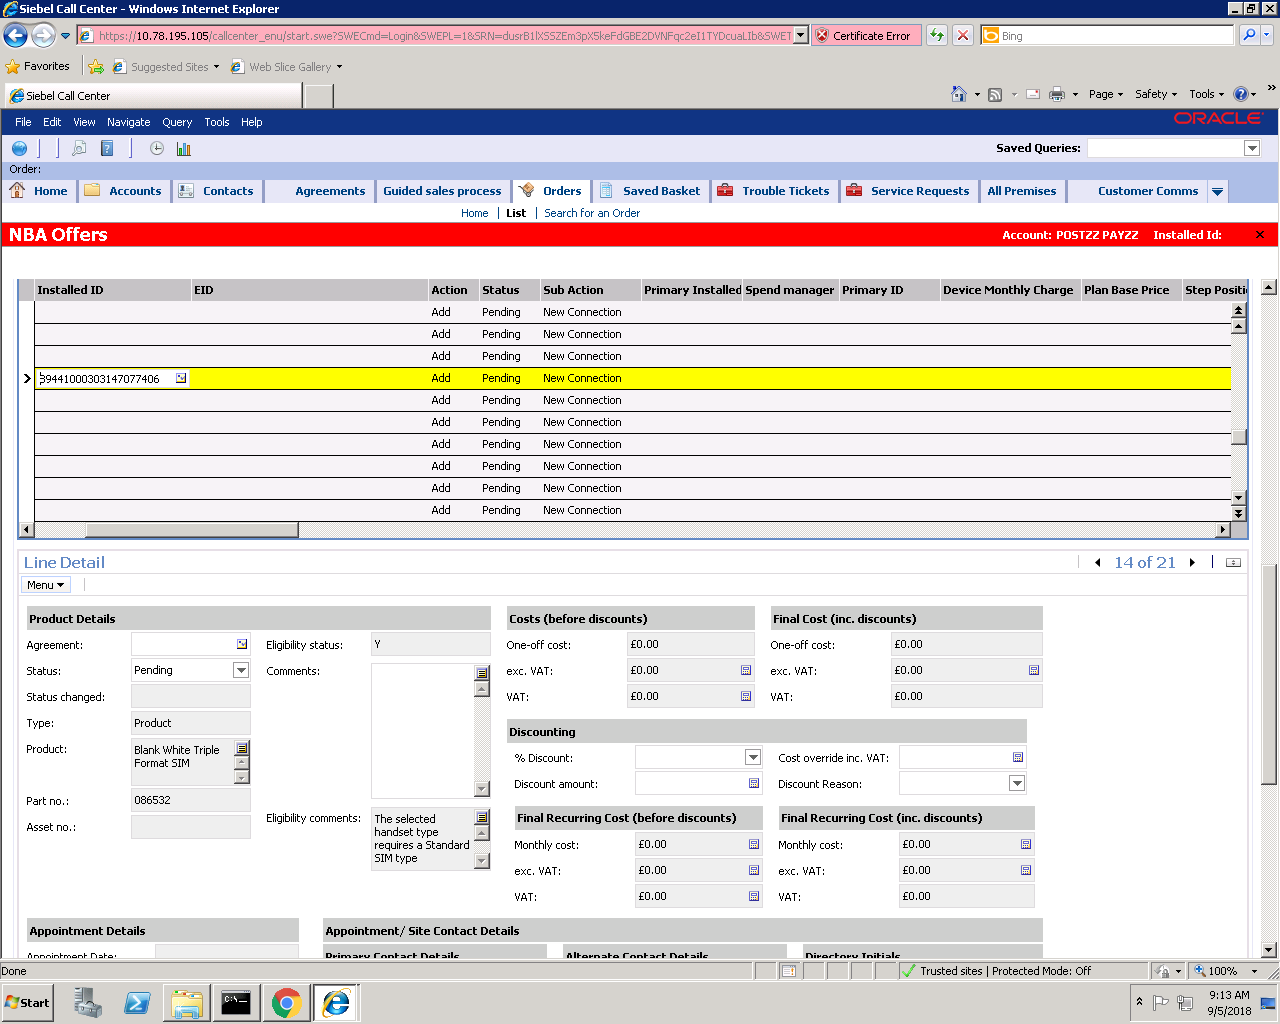 Siebel Call Center - Windows Internet Explorer
https://10.78.195.105/callcenter_enu/start.swe?SWECmd=Login&SWEPL=1&SRN=dusrB1lXSSZEm3pX5keFdGBE2DVNFqc2eI1TYDcuaLIb&SWET Certificate Error Bing
Favorites Suggested Sites Web Slice Gallery
Siebel Call Center Page Safety Tools
File Edit View Navigate Query Tools Help ORACLE
Saved Queries:
Order:
Home Accounts Contacts Agreements Guided sales process Orders Saved Basket Trouble Tickets Service Requests All Premises Customer Comms
Home List Search for an Order
NBA Offers Account: POSTZZ PAYZZ Installed Id:
Installed ID EID Action Status Sub Action Primary Installed Spend manager Primary ID Device Monthly Charge Plan Base Price Step Positi
Add Pending New Connection
Add Pending New Connection
Add Pending New Connection
39441000303147077406 Add Pending New Connection
Add Pending New Connection
Add Pending New Connection
Add Pending New Connection
Add Pending New Connection
Add Pending New Connection
Add Pending New Connection
Line Detail 14 of 21
Menu
Product Details Costs (before discounts) Final Cost (inc. discounts)
Agreement: Eligibility status: Y One-off cost: £0.00 One-off cost: £0.00
Status: Pending Comments: exc. VAT: £0.00 exc. VAT: £0.00
Status changed: VAT: £0.00 VAT: £0.00
Type: Product
Discounting
Product: Blank White Triple
Format SIM
% Discount: Cost override inc. VAT:
Discount amount: Discount Reason:
Part no.: 086532
Eligibility comments: The selected
handset type
requires a Standard
SIM type
Final Recurring Cost (before discounts) Final Recurring Cost (inc. discounts)
Asset no.:
Monthly cost: £0.00 Monthly cost: £0.00
exc. VAT: £0.00 exc. VAT: £0.00
VAT: £0.00 VAT: £0.00
Appointment Details Appointment/ Site Contact Details
Appointment Date: Primary Contact Details Alternate Contact Details Directory Initials
Done Trusted sites | Protected Mode: Off 100%
Start 9:13 AM
9/5/2018